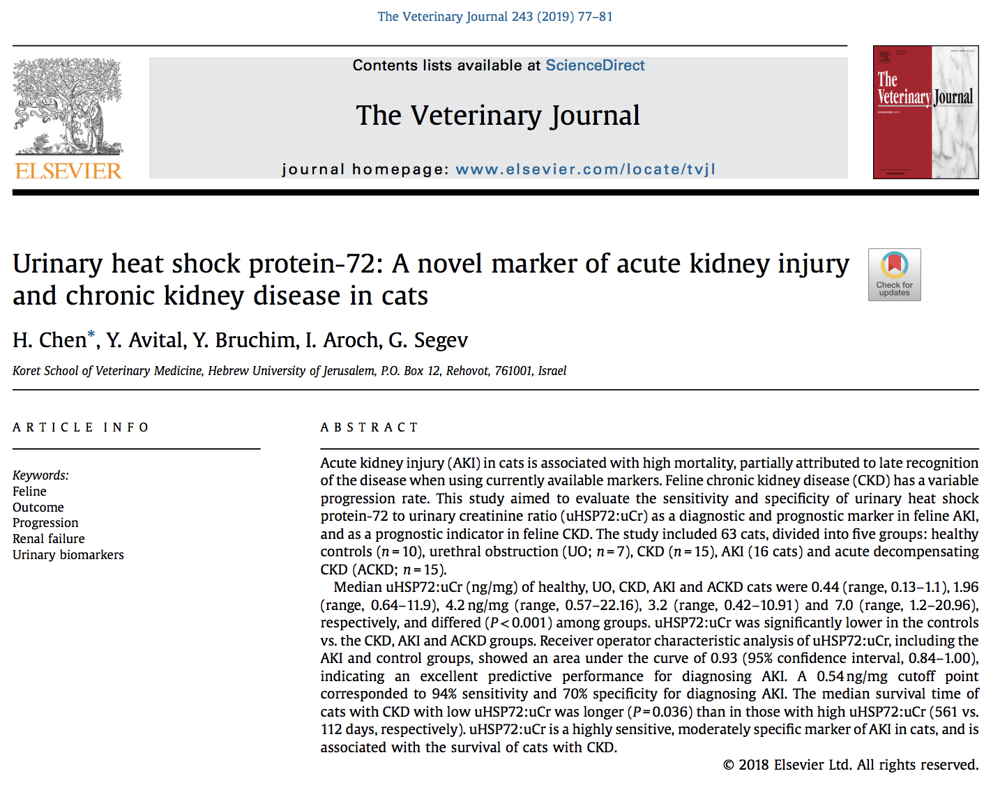 The Veterinary Journal 243 (2019) 77–81
NON SOLUS
ELSEVIER
Contents lists available at ScienceDirect
The Veterinary Journal
journal homepage: www.elsevier.com/locate/tvjl
The
Veterinary Journal
Urinary heat shock protein-72: A novel marker of acute kidney injury
and chronic kidney disease in cats
Check for
updates
H. Chen*, Y. Avital, Y. Bruchim, I. Aroch, G. Segev
Koret School of Veterinary Medicine, Hebrew University of Jerusalem, P.O. Box 12, Rehovot, 761001, Israel
ARTICLE INFO
Keywords:
Feline
Outcome
Progression
Renal failure
Urinary biomarkers
ABSTRACT
Acute kidney injury (AKI) in cats is associated with high mortality, partially attributed to late recognition
of the disease when using currently available markers. Feline chronic kidney disease (CKD) has a variable
progression rate. This study aimed to evaluate the sensitivity and specificity of urinary heat shock
protein-72 to urinary creatinine ratio (uHSP72:uCr) as a diagnostic and prognostic marker in feline AKI,
and as a prognostic indicator in feline CKD. The study included 63 cats, divided into five groups: healthy
controls (n = 10), urethral obstruction (UO; n = 7), CKD (n = 15), AKI (16 cats) and acute decompensating
CKD (ACKD; n = 15).
Median uHSP72:uCr (ng/mg) of healthy, UO, CKD, AKI and ACKD cats were 0.44 (range, 0.13–1.1), 1.96
(range, 0.64–11.9), 4.2 ng/mg (range, 0.57–22.16), 3.2 (range, 0.42–10.91) and 7.0 (range, 1.2–20.96),
respectively, and differed (P < 0.001) among groups. uHSP72:uCr was significantly lower in the controls
vs. the CKD, AKI and ACKD groups. Receiver operator characteristic analysis of uHSP72:uCr, including the
AKI and control groups, showed an area under the curve of 0.93 (95% confidence interval, 0.84–1.00),
indicating an excellent predictive performance for diagnosing AKI. A 0.54 ng/mg cutoff point
corresponded to 94% sensitivity and 70% specificity for diagnosing AKI. The median survival time of
cats with CKD with low uHSP72:uCr was longer (P = 0.036) than in those with high uHSP72:uCr (561 vs.
112 days, respectively). uHSP72:uCr is a highly sensitive, moderately specific marker of AKI in cats, and is
associated with the survival of cats with CKD.
© 2018 Elsevier Ltd. All rights reserved.